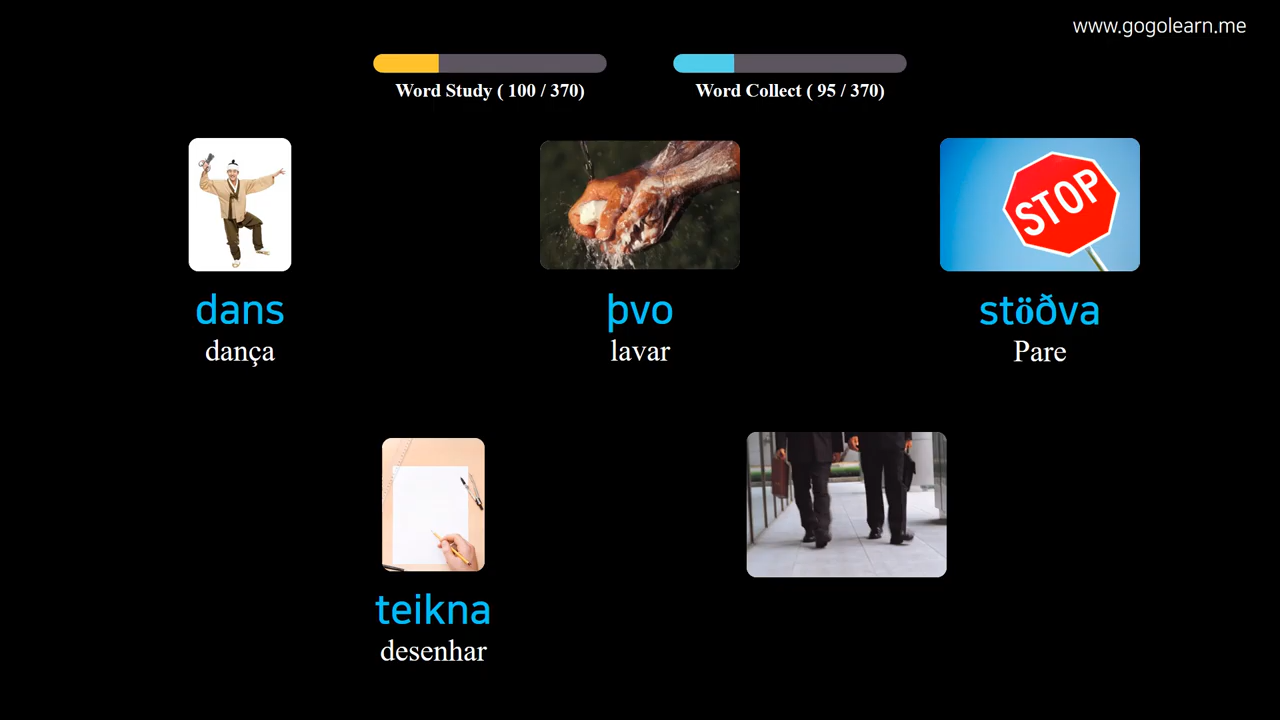 www.gogolearn.me
Word Study ( 100 / 370)
Word Collect ( 95 / 370)
STOP
dans
dança
þvo
lavar
stöðva
Pare
teikna
desenhar